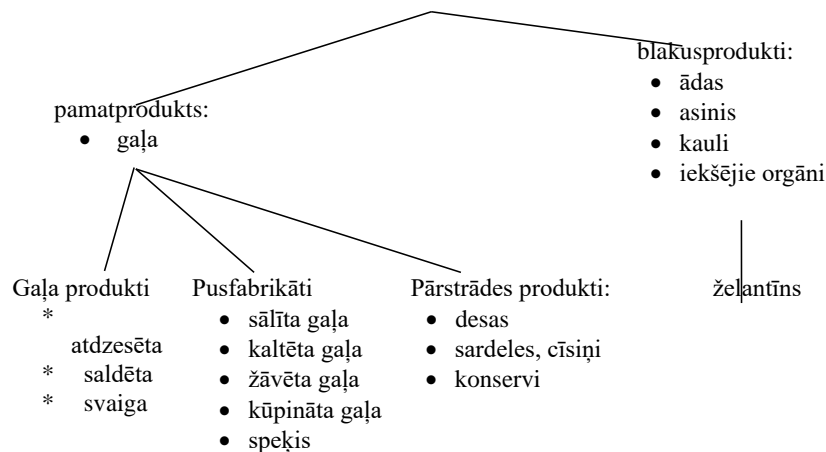 blakusprodukti:
• ādas
• asinis
• kauli
• iekšējie orgāni
pamatprodukts:
• gaļa
Gaļa produkti
*
atdzesēta
* saldēta
* svaiga
Pusfabrikāti
• sālīta gaļa
• kaltēta gaļa
• žāvēta gaļa
• kūpināta gaļa
• speķis
Pārstrādes produkti:
• desas
• sardeles, cīsiņi
• konservi
želantīns